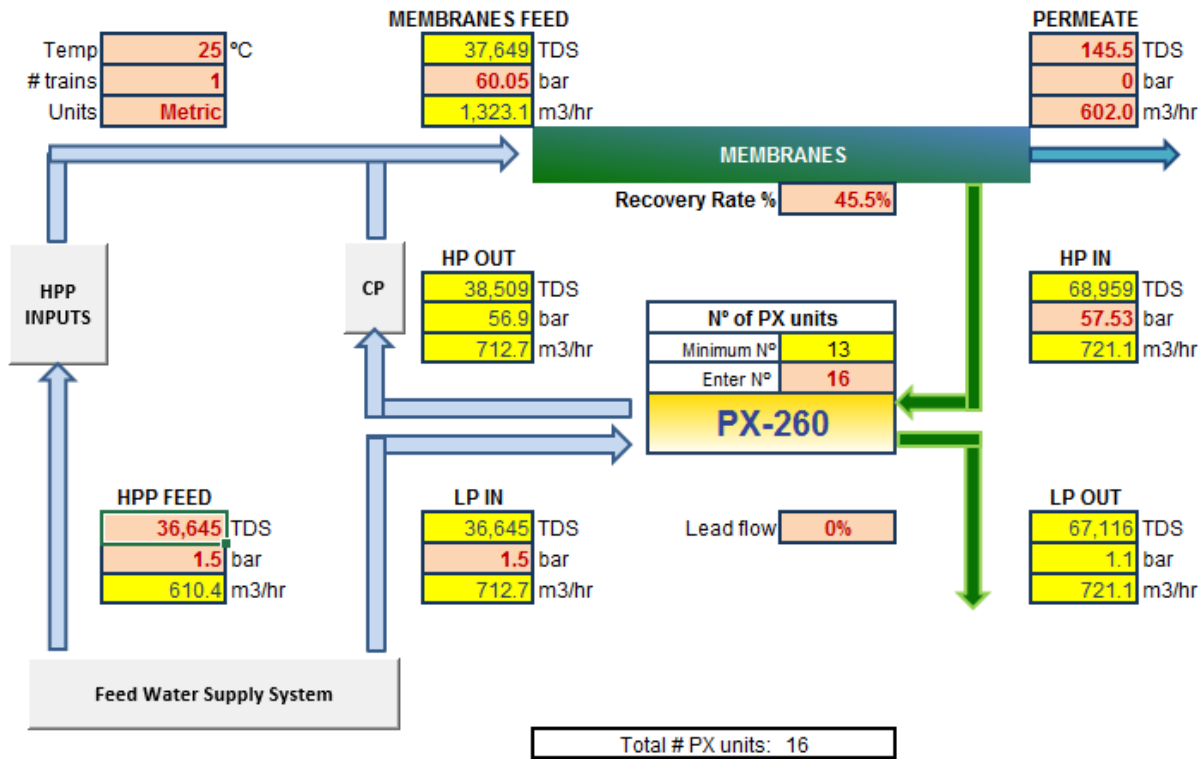 MEMBRANES FEED
PERMEATE
Temp 25 ºC
37,649 TDS
145.5 TDS
# trains 1
60.05 bar
0 bar
Units Metric
1,323.1 m3/hr
602.0 m3/hr
MEMBRANES
Recovery Rate % 45.5%
HPP
INPUTS
CP
HP OUT
38,509 TDS
56.9 bar
712.7 m3/hr
HP IN
68,959 TDS
57.53 bar
721.1 m3/hr
Nº of PX units
Minimum Nº 13
Enter Nº 16
PX-260
HPP FEED
36,645 TDS
1.5 bar
610.4 m3/hr
LP IN
36,645 TDS
1.5 bar
712.7 m3/hr
Lead flow 0%
LP OUT
67,116 TDS
1.1 bar
721.1 m3/hr
Feed Water Supply System
Total # PX units: 16